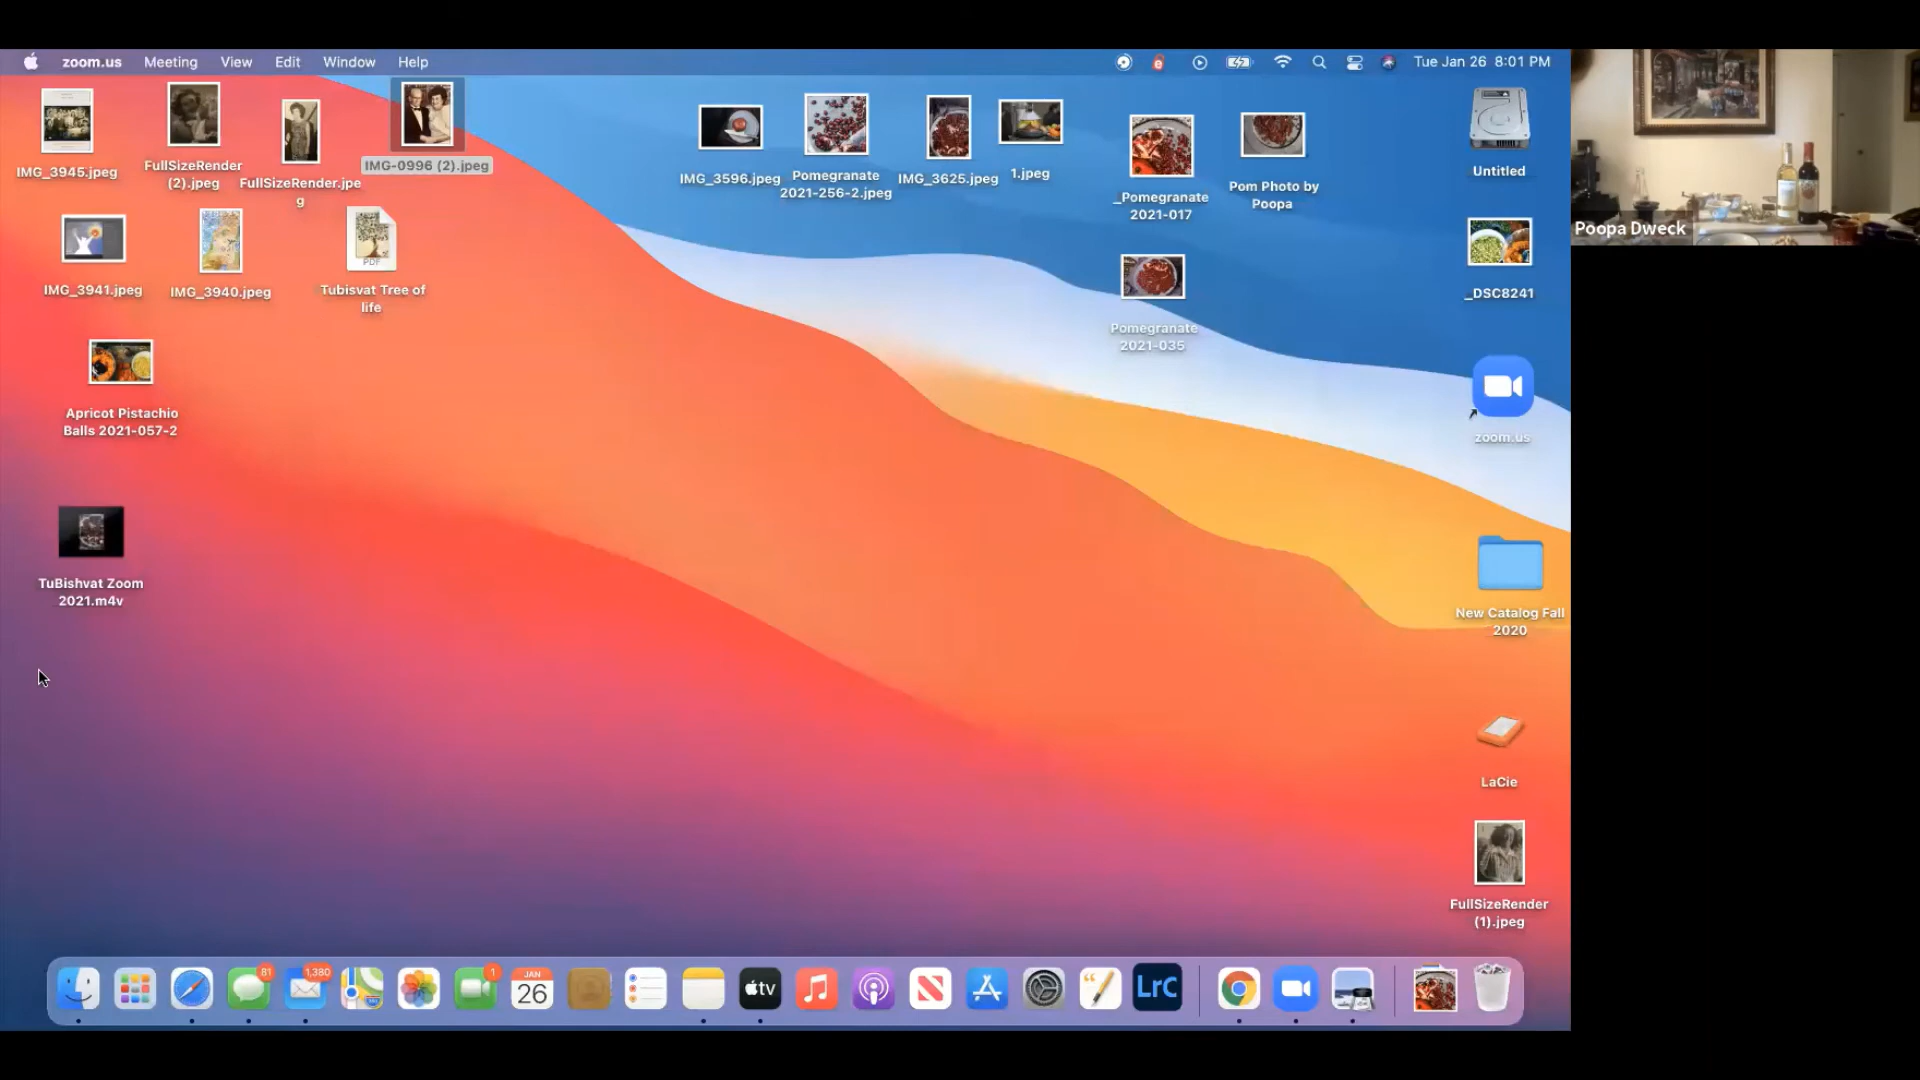 zoom.us Meeting View Edit Window Help
Tue Jan 26 8:01 PM
IMG_3945.jpeg
FullSizeRender
(2).jpeg
FullSizeRender.jpe
g
IMG-0996 (2).jpeg
IMG_3596.jpeg
Pomegranate
2021-256-2.jpeg
IMG_3625.jpeg
1.jpeg
_Pomegranate
2021-017
Pom Photo by
Poopa
Untitled
Poopa Dweck
IMG_3941.jpeg
IMG_3940.jpeg
PDF
Tubisvat Tree of
life
Pomegranate
2021-035
_DSC8241
Apricot Pistachio
Balls 2021-057-2
zoom.us
TuBishvat Zoom
2021.m4v
New Catalog Fall
2020
LaCie
FullSizeRender
(1).jpeg
81
1,380
1
JAN
26
tv
LrC